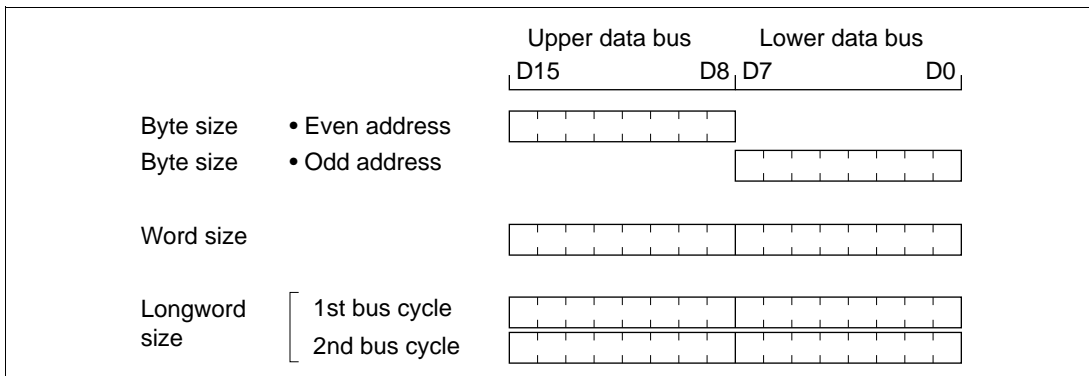 Upper data bus Lower data bus
D15 D8 D7 D0
Byte size • Even address
Byte size • Odd address
Word size
Longword size 1st bus cycle
2nd bus cycle